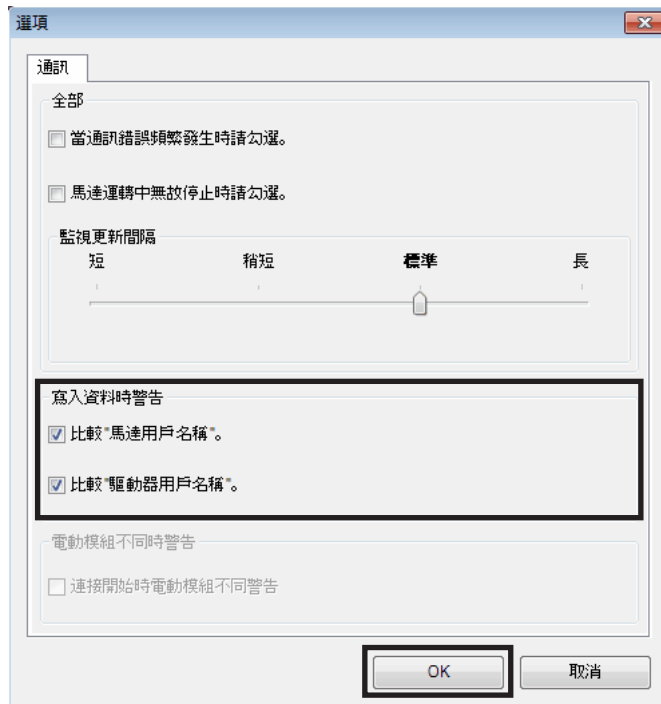 選項
通訊
全部
當通訊錯誤頻繁發生時請勾選。
馬達運轉中無故停止時請勾選。
監視更新間隔
短 稍短 標準 長
寫入資料時警告
比較"馬達用戶名稱"。
比較"驅動器用戶名稱"。
電動模組不同時警告
連接開始時電動模組不同警告
OK 取消